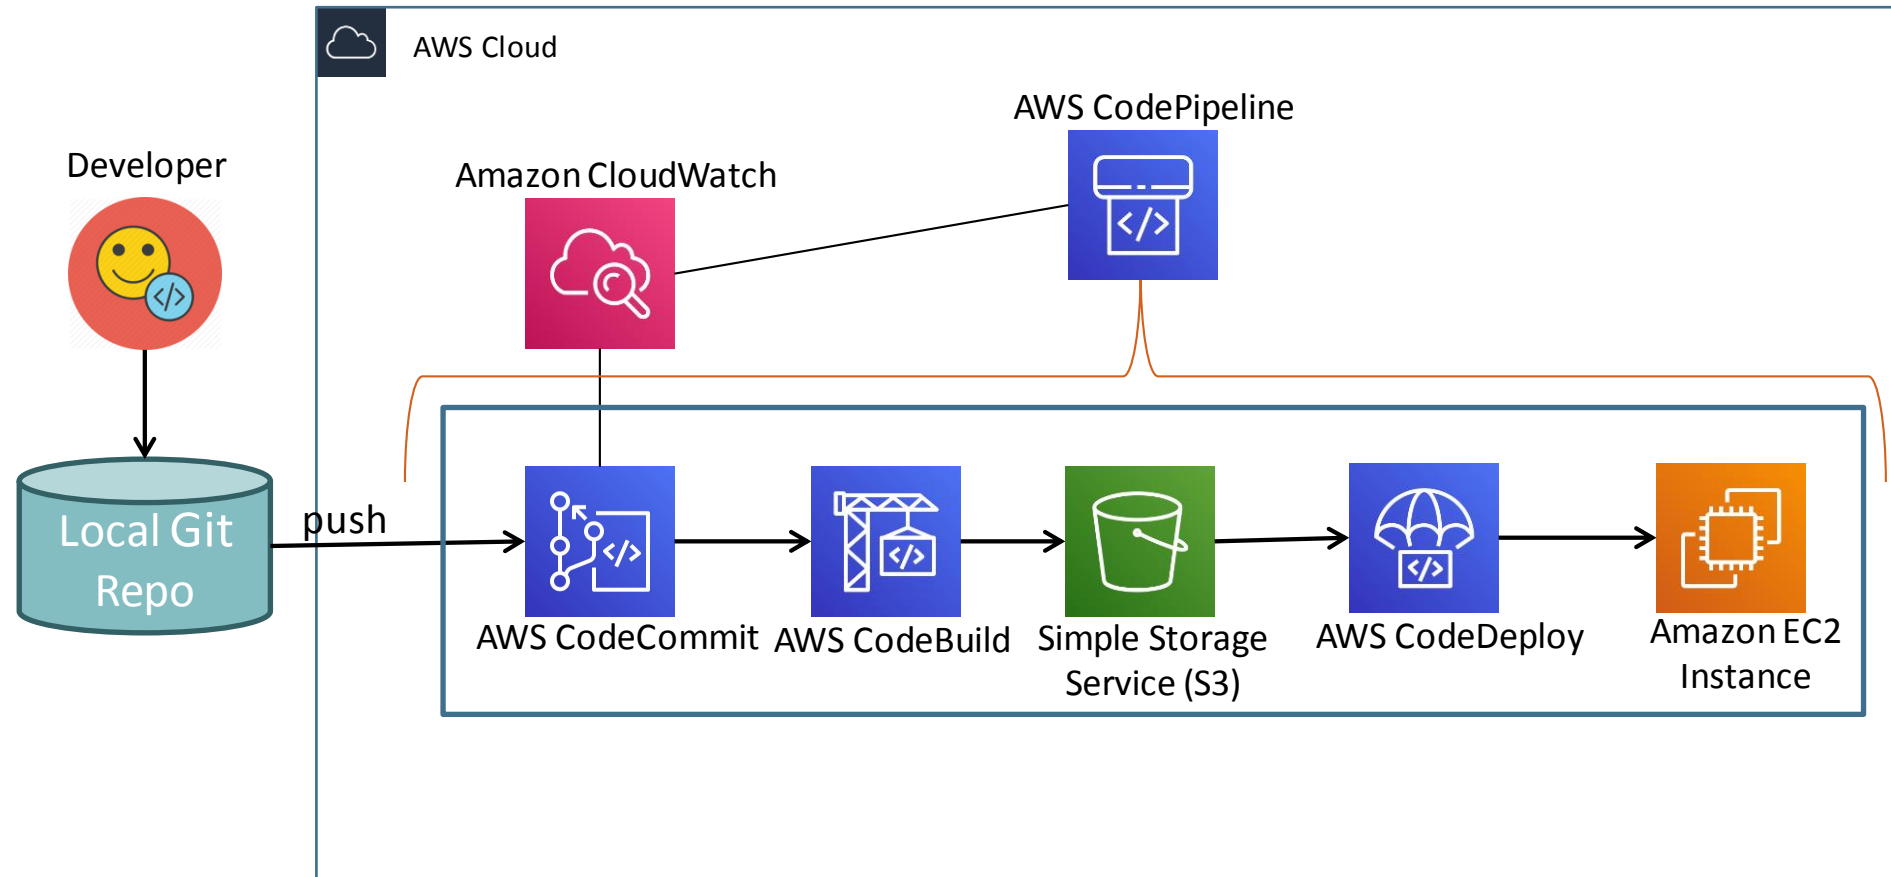 AWS Cloud
AWS CodePipeline
Developer
Amazon CloudWatch
</>
</>
Local Git
Repo
push
</>
</>
</>
AWS CodeCommit
AWS CodeBuild
Simple Storage
Service (S3)
AWS CodeDeploy
Amazon EC2
Instance